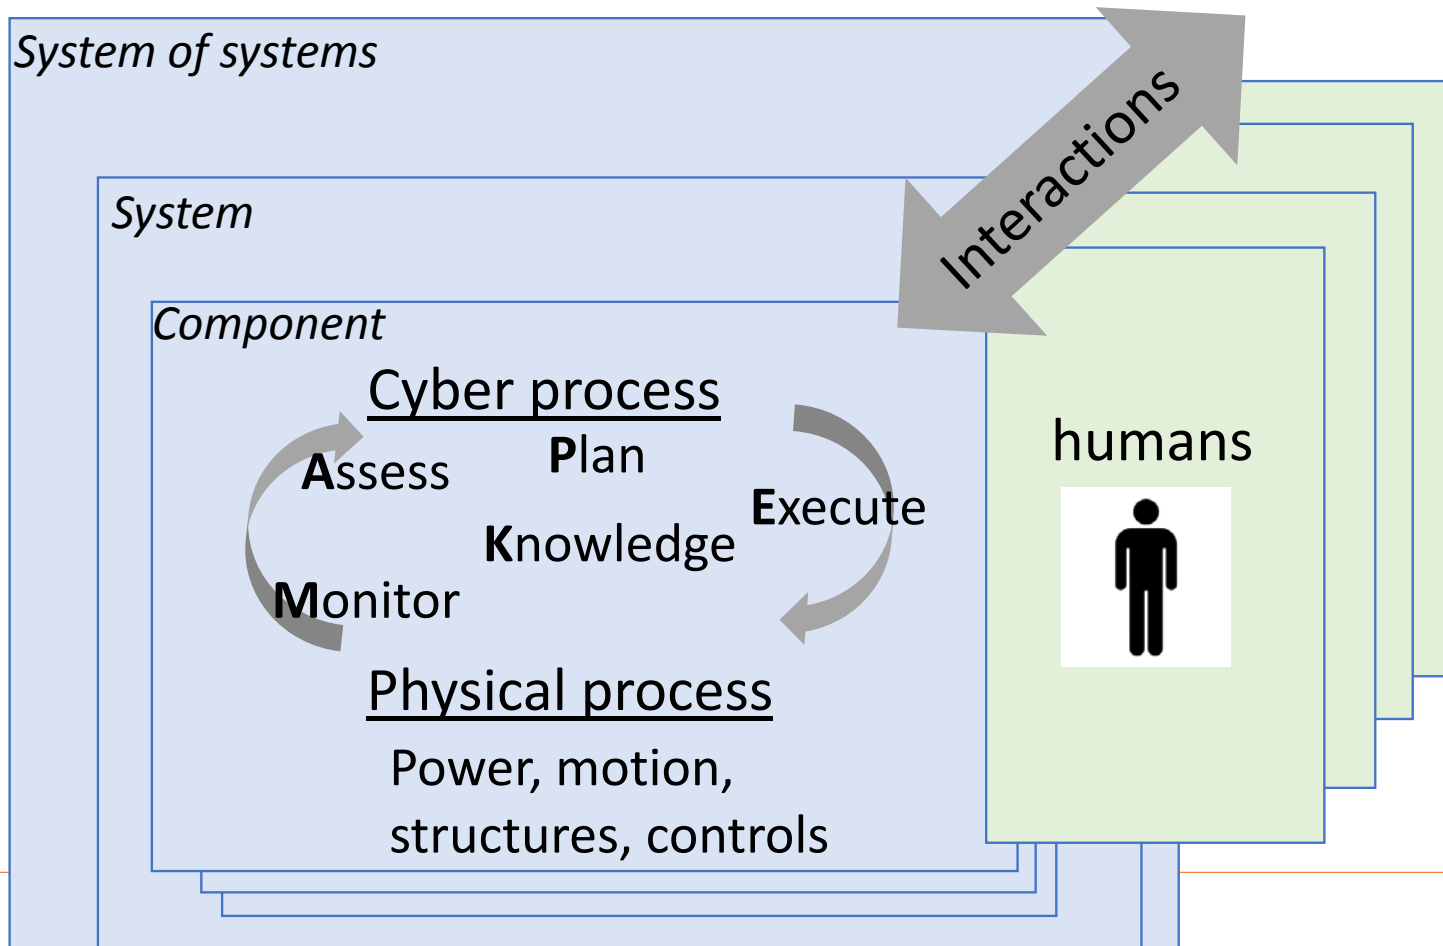 System of systems
Interactions
System
Component
Cyber process
Assess
Plan
Execute
Knowledge
Monitor
Physical process
Power, motion,
structures, controls
humans